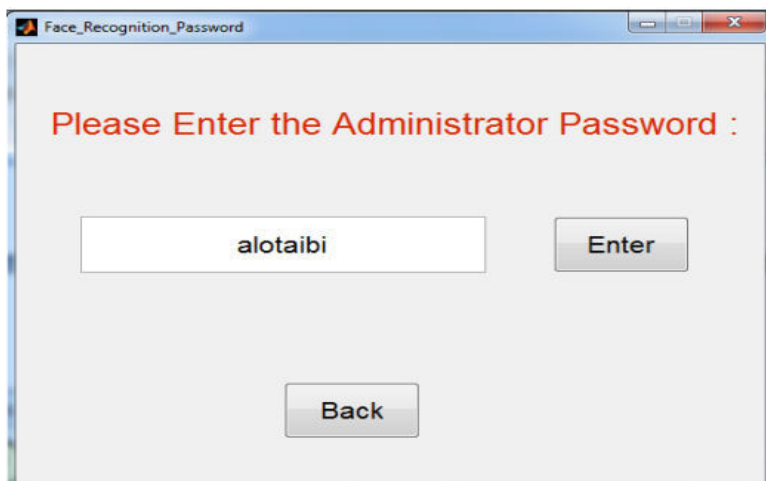 Face_Recognition_Password
Please Enter the Administrator Password :
alotaibi
Enter
Back